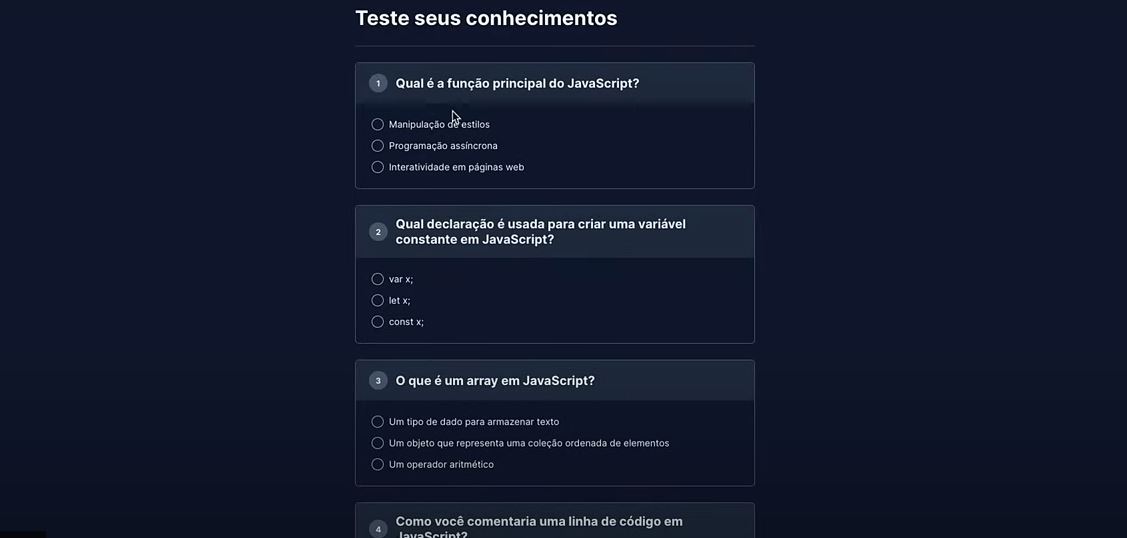 Teste seus conhecimentos
1 Qual é a função principal do JavaScript?
Manipulação de estilos
Programação assíncrona
Interatividade em páginas web
2 Qual declaração é usada para criar uma variável
constante em JavaScript?
var x;
let x;
const x;
3 O que é um array em JavaScript?
Um tipo de dado para armazenar texto
Um objeto que representa uma coleção ordenada de elementos
Um operador aritmético
4 Como você comentaria uma linha de código em
JavaScript?